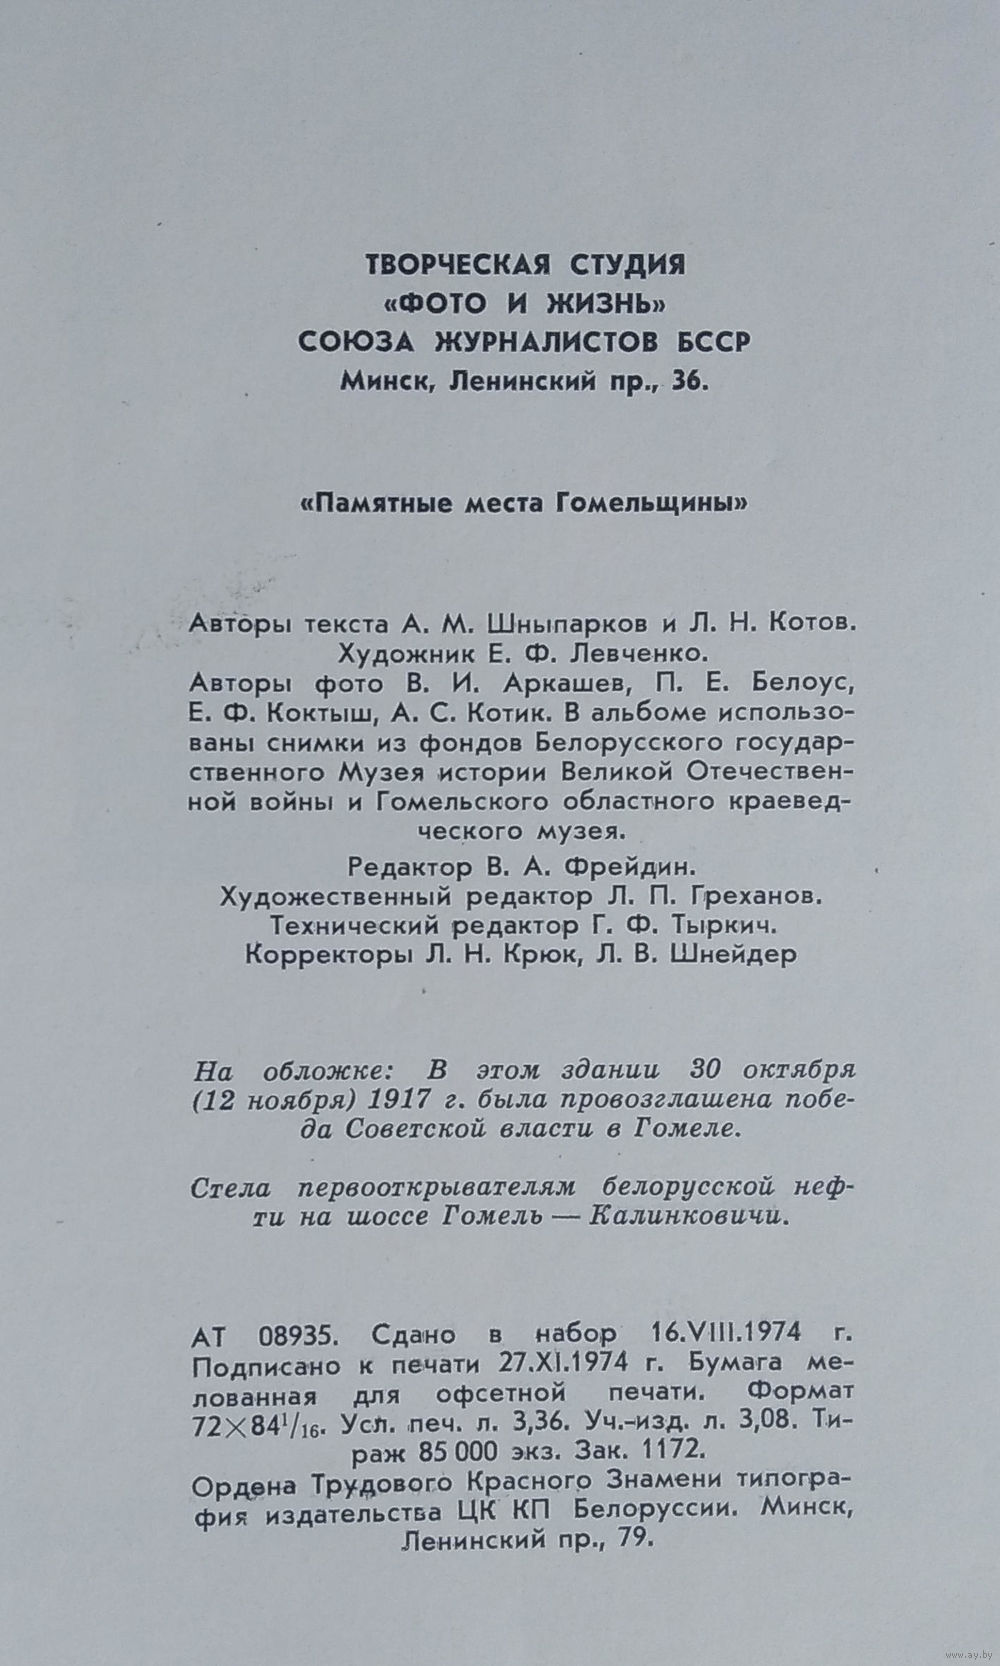 ТВОРЧЕСКАЯ СТУДИЯ
«ФОТО И ЖИЗНЬ»
СОЮЗА ЖУРНАЛИСТОВ БССР
Минск, Ленинский пр., 36.
«Памятные места Гомельщины»
Авторы текста А. М. Шныпарков и Л. Н. Котов.
Художник Е. Ф. Левченко.
Авторы фото В. И. Аркашев, П. Е. Белоус,
Е. Ф. Коктыш, А. С. Котик. В альбоме использо-
ваны снимки из фондов Белорусского государ-
ственного Музея истории Великой Отечествен-
ной войны и Гомельского областного краевед-
ческого музея.
Редактор В. А. Фрейдин.
Художественный редактор Л. П. Греханов.
Технический редактор Г. Ф. Тыркич.
Корректоры Л. Н. Крюк, Л. В. Шнейдер
На обложке: В этом здании 30 октября
(12 ноября) 1917 г. была провозглашена побе-
да Советской власти в Гомеле.
Стела первооткрывателям белорусской неф-
ти на шоссе Гомель — Калинковичи.
АТ 08935. Сдано в набор 16.VIII.1974 г.
Подписано к печати 27.XI.1974 г. Бумага ме-
лованная для офсетной печати. Формат
72×84¹/₁₆. Усл. печ. л. 3,36. Уч.-изд. л. 3,08. Ти-
раж 85 000 экз. Зак. 1172.
Ордена Трудового Красного Знамени типогра-
фия издательства ЦК КП Белоруссии. Минск,
Ленинский пр., 79.
www.ay.by